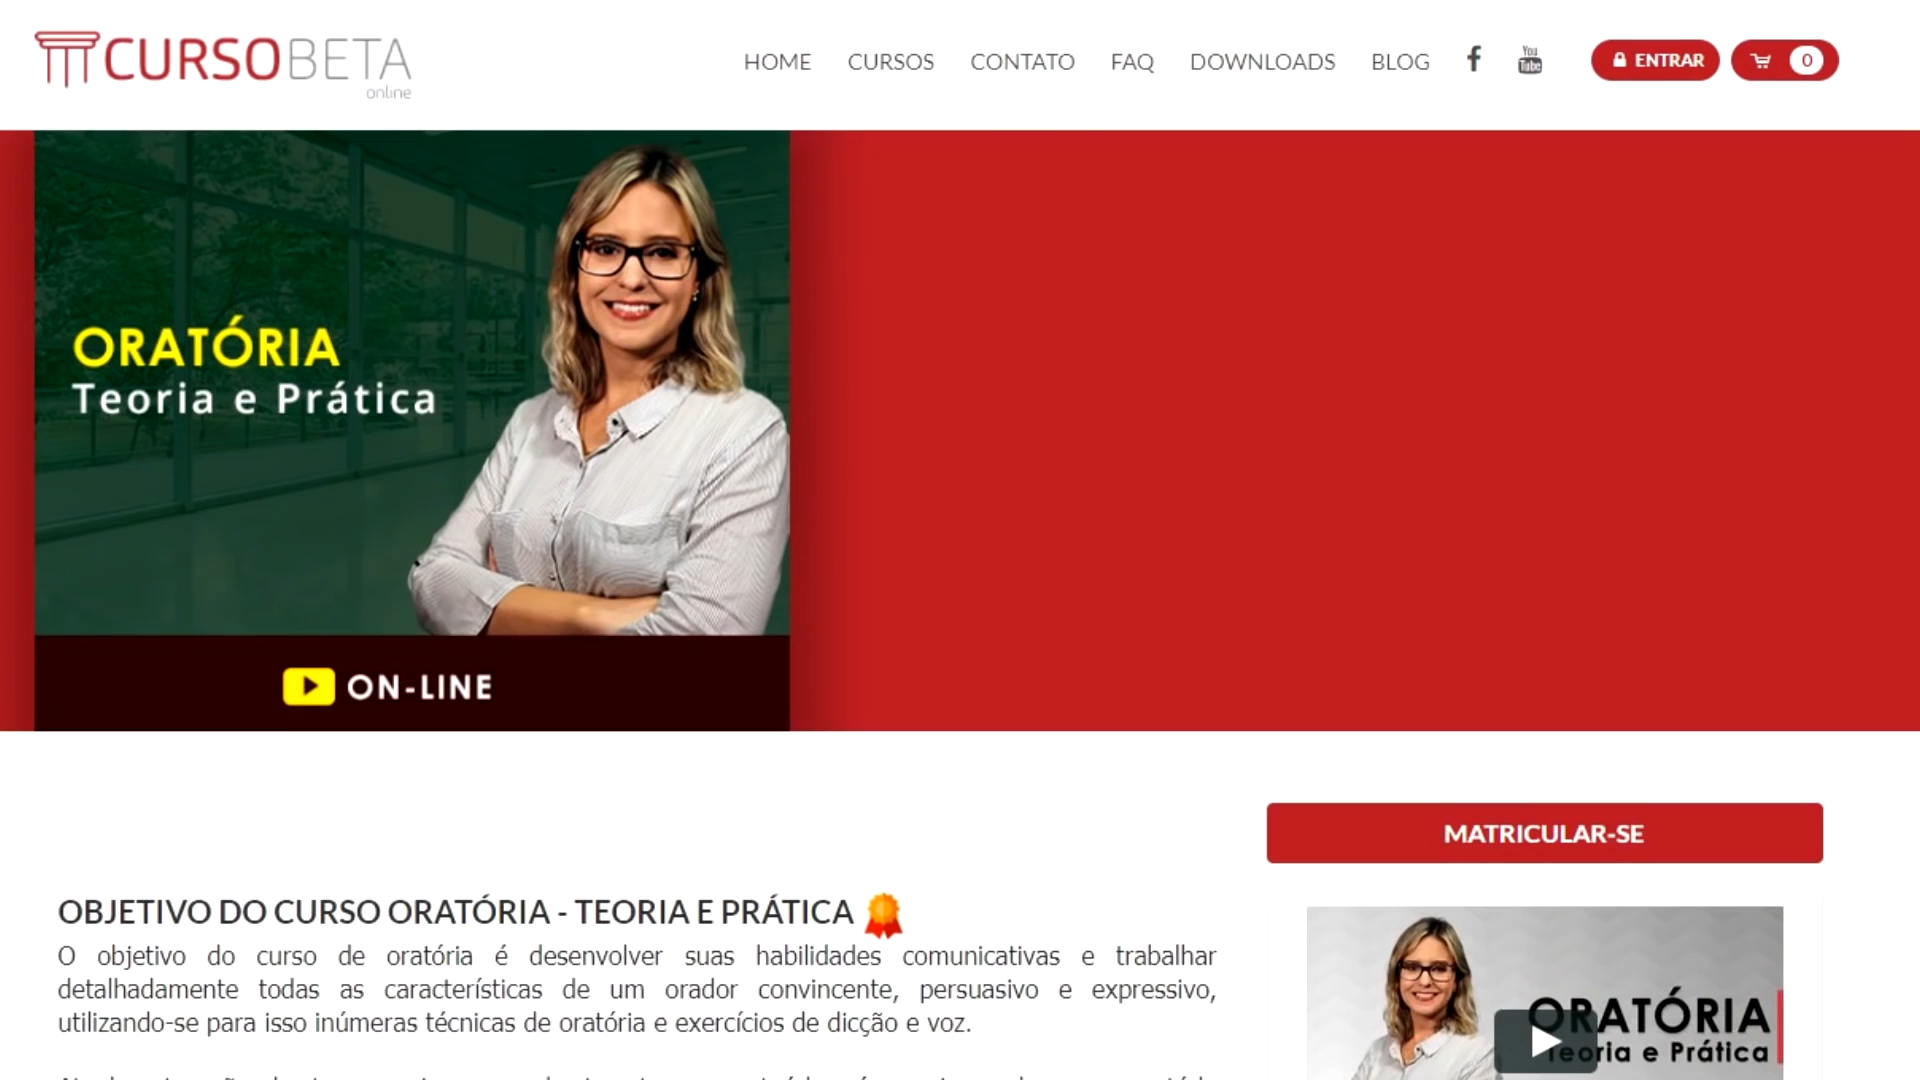 CURSOBETA
online
HOME CURSOS CONTATO FAQ DOWNLOADS BLOG You Tube ENTRAR 0
ORATÓRIA
Teoria e Prática
ON-LINE
MATRICULAR-SE
OBJETIVO DO CURSO ORATÓRIA - TEORIA E PRÁTICA
O objetivo do curso de oratória é desenvolver suas habilidades comunicativas e trabalhar
detalhadamente todas as características de um orador convincente, persuasivo e expressivo,
utilizando-se para isso inúmeras técnicas de oratória e exercícios de dicção e voz.
ORATÓRIA
Teoria e Prática